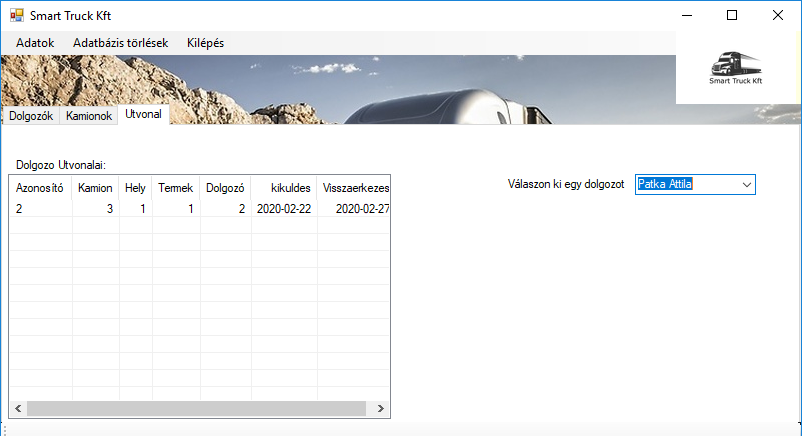 Smart Truck Kft
Adatok Adatbázis törlések Kilépés
Smart Truck Kft
Dolgozók Kamionok Utvonal
Dolgozo Utvonalai:
Azonosító Kamion Hely Termek Dolgozó kikuldes Visszaerkezes
2 3 1 1 2 2020-02-22 2020-02-27
Válaszon ki egy dolgozot Patka Attila